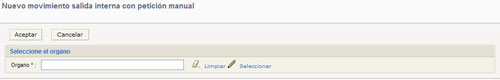 Nuevo movimiento salida interna con petición manual
Aceptar Cancelar
Seleccione el organo
Organo * : Limpiar Seleccionar